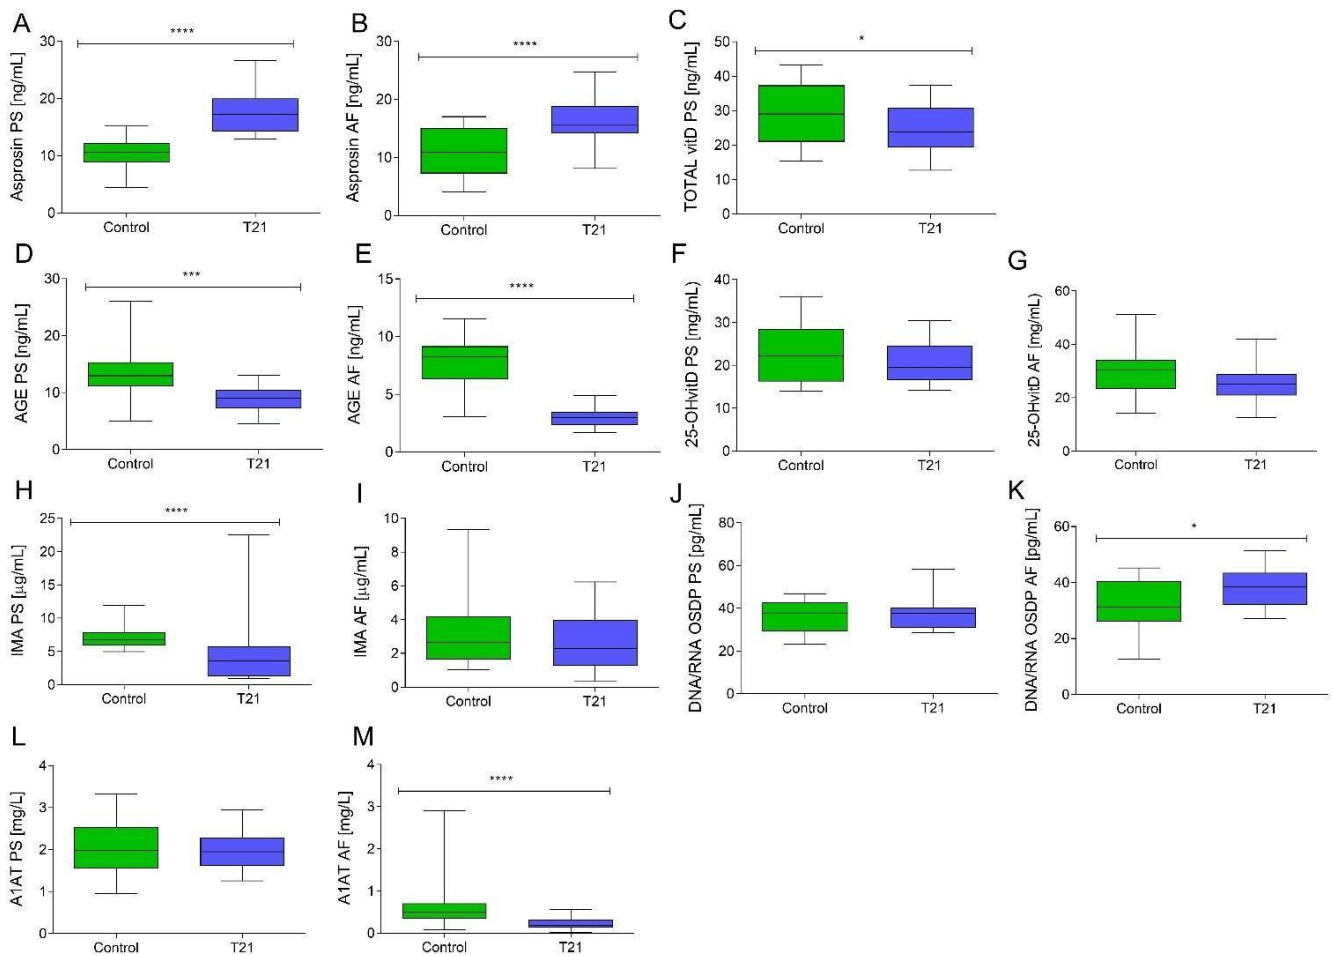 A
Asprosin PS [ng/mL]
30
20
10
0
****
Control
T21
B
Asprosin AF [ng/mL]
30
20
10
0
****
Control
T21
C
TOTAL vitD PS [ng/mL]
50
40
30
20
10
0
*
Control
T21
D
AGE PS [ng/mL]
30
20
10
0
***
Control
T21
E
AGE AF [ng/mL]
15
10
5
0
****
Control
T21
F
25-OHvitD PS [mg/mL)
40
30
20
10
0
Control
T21
G
25-OHvitD AF [mg/mL)
60
40
20
0
Control
T21
H
IMA PS [µg/mL]
25
20
15
10
5
0
****
Control
T21
I
IMA AF [µg/mL]
10
8
6
4
2
0
Control
T21
J
DNA/RNA OSDP PS [pg/mL]
80
60
40
20
0
Control
T21
K
DNA/RNA OSDP AF [pg/mL]
60
40
20
0
*
Control
T21
L
A1AT PS [mg/L]
4
3
2
1
0
Control
T21
M
A1AT AF [mg/L]
4
3
2
1
0
****
Control
T21